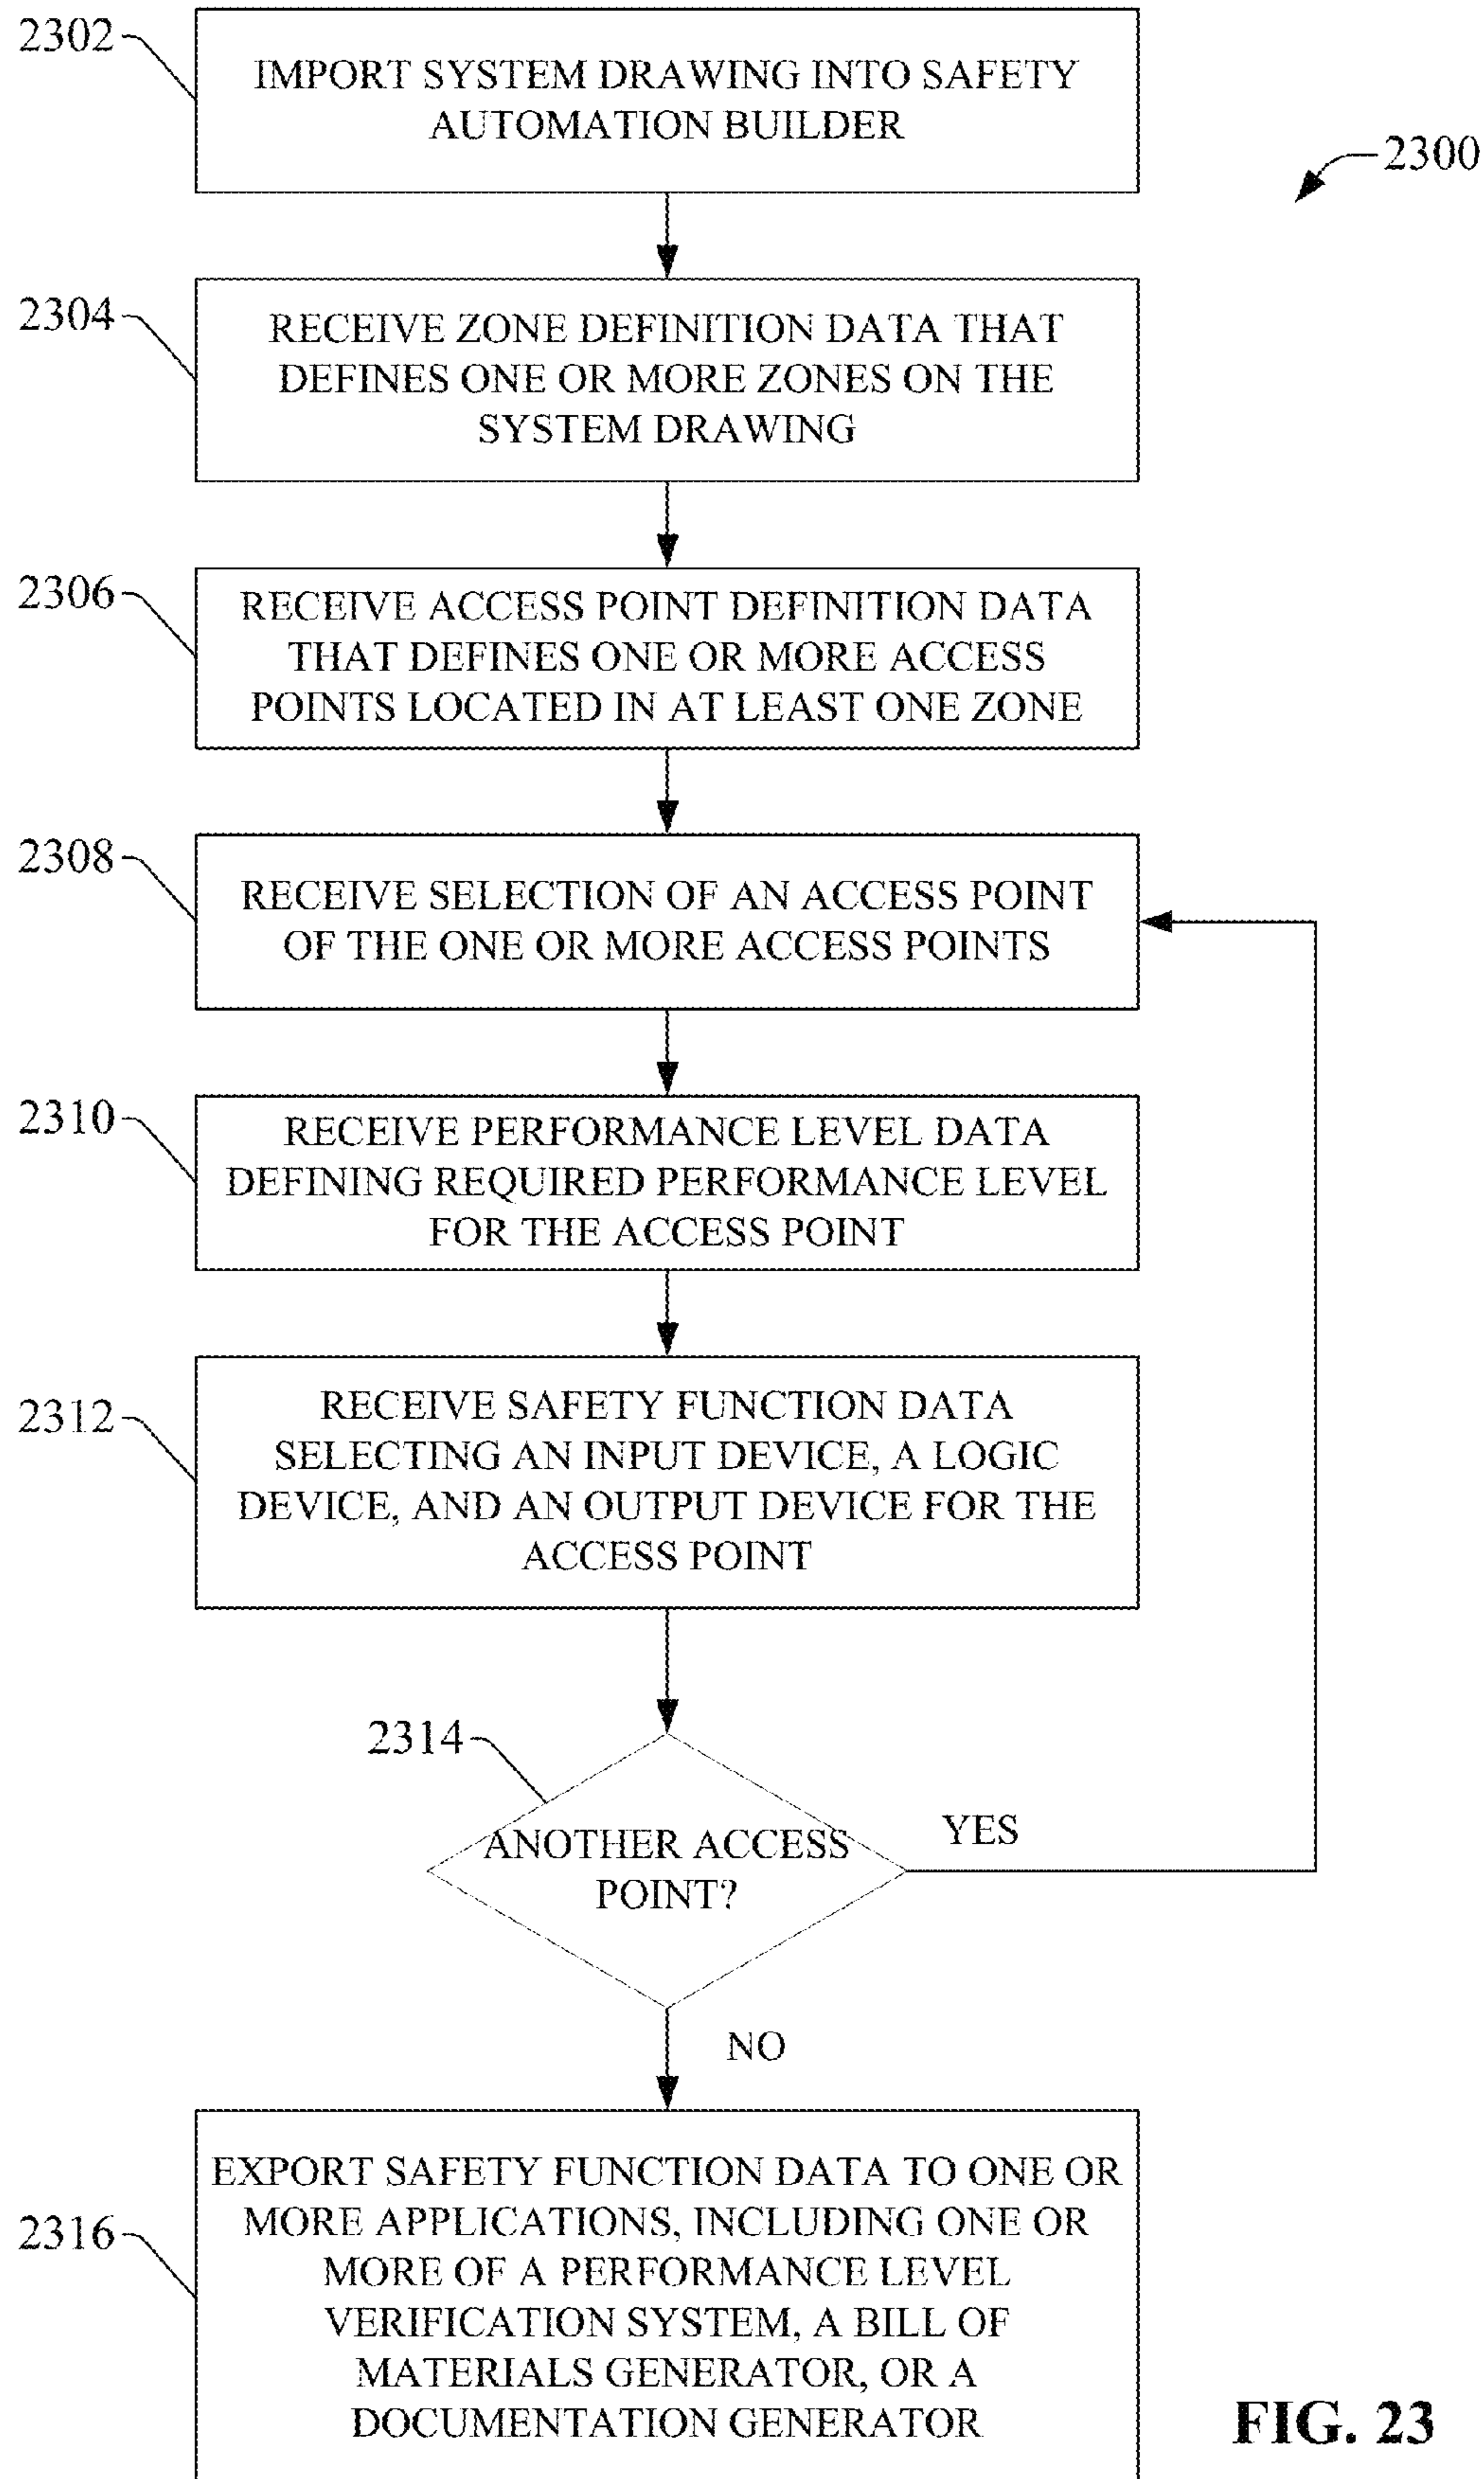 2302
IMPORT SYSTEM DRAWING INTO SAFETY
AUTOMATION BUILDER
2300
2304
RECEIVE ZONE DEFINITION DATA THAT
DEFINES ONE OR MORE ZONES ON THE
SYSTEM DRAWING
2306
RECEIVE ACCESS POINT DEFINITION DATA
THAT DEFINES ONE OR MORE ACCESS
POINTS LOCATED IN AT LEAST ONE ZONE
2308
RECEIVE SELECTION OF AN ACCESS POINT
OF THE ONE OR MORE ACCESS POINTS
2310
RECEIVE PERFORMANCE LEVEL DATA
DEFINING REQUIRED PERFORMANCE LEVEL
FOR THE ACCESS POINT
2312
RECEIVE SAFETY FUNCTION DATA
SELECTING AN INPUT DEVICE, A LOGIC
DEVICE, AND AN OUTPUT DEVICE FOR THE
ACCESS POINT
2314
ANOTHER ACCESS
POINT?
YES
NO
2316
EXPORT SAFETY FUNCTION DATA TO ONE OR
MORE APPLICATIONS, INCLUDING ONE OR
MORE OF A PERFORMANCE LEVEL
VERIFICATION SYSTEM, A BILL OF
MATERIALS GENERATOR, OR A
DOCUMENTATION GENERATOR
FIG. 23